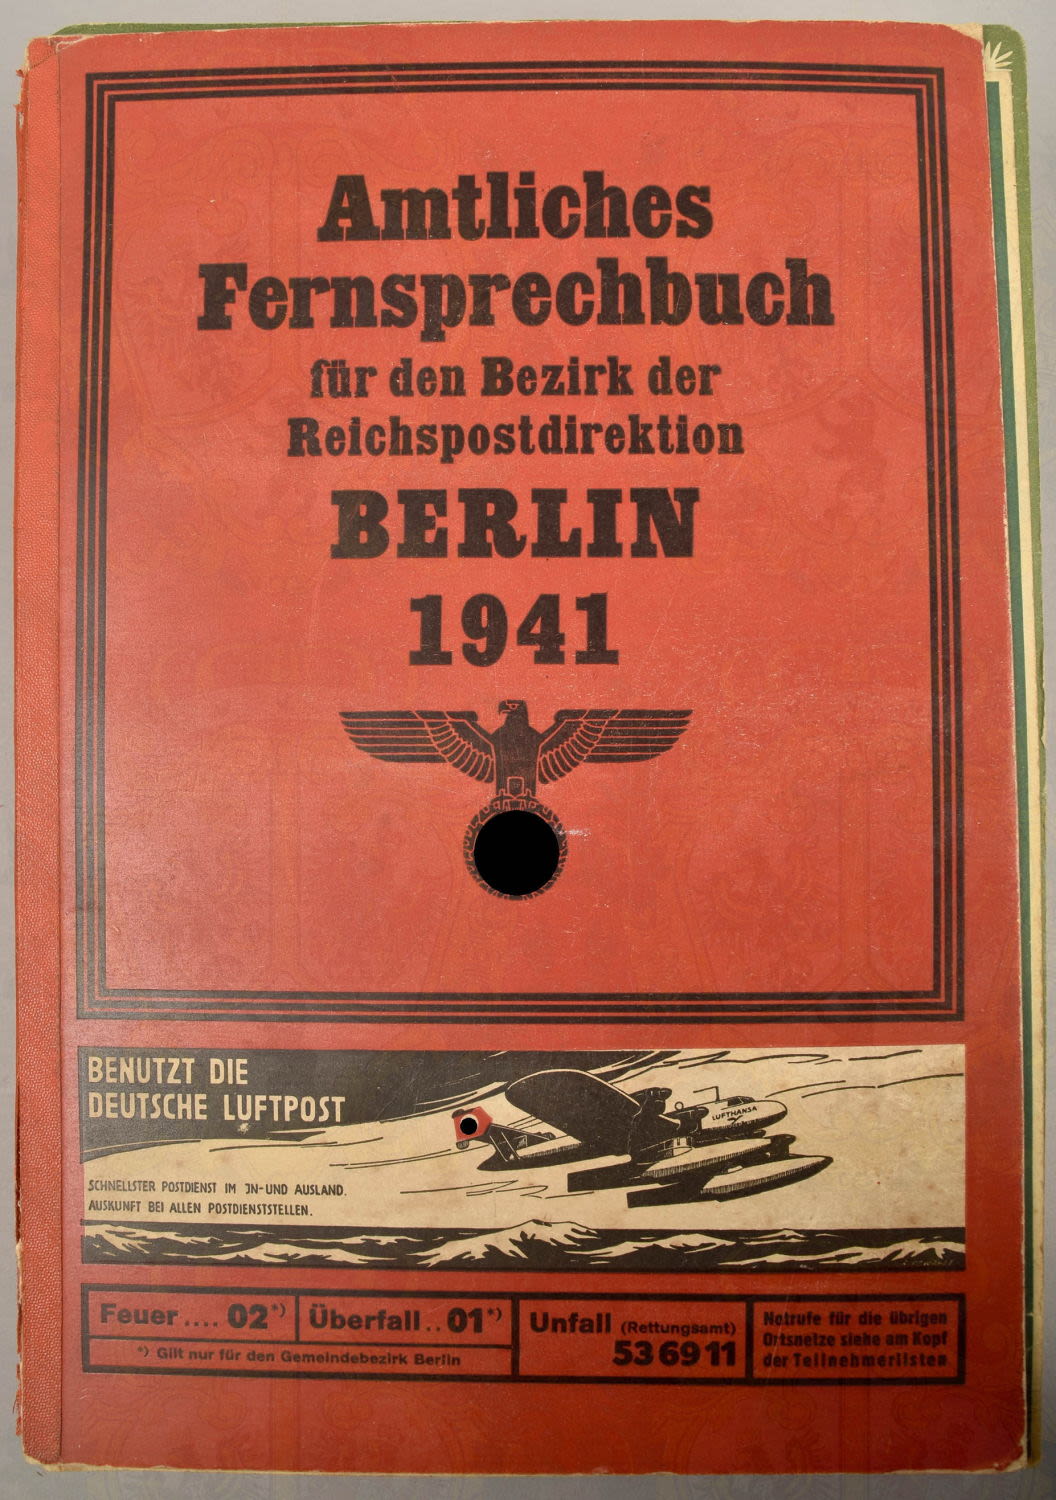 Amtliches
Fernsprechbuch
für den Bezirk der
Reichspostdirektion
BERLIN
1941
BENUTZT DIE
DEUTSCHE LUFTPOST
LUFTHANSA
SCHNELLSTER POSTDIENST IM JN-UND AUSLAND.
AUSKUNFT BEI ALLEN POSTDIENSTSTELLEN.
Feuer.... 02*)
Überfall.. 01*)
*) Gilt nur für den Gemeindebezirk Berlin
Unfall (Rettungsamt)
53 69 11
Notrufe für die übrigen
Ortsnetze siehe am Kopf
der Teilnehmerlisten